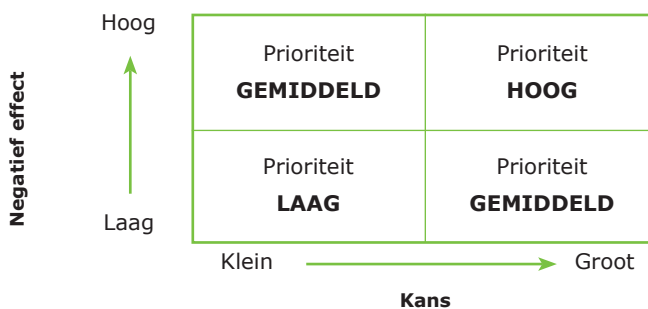 Hoog
Prioriteit
GEMIDDELD
Prioriteit
HOOG
Negatief effect
Prioriteit
LAAG
Prioriteit
GEMIDDELD
Laag
Klein
Groot
Kans